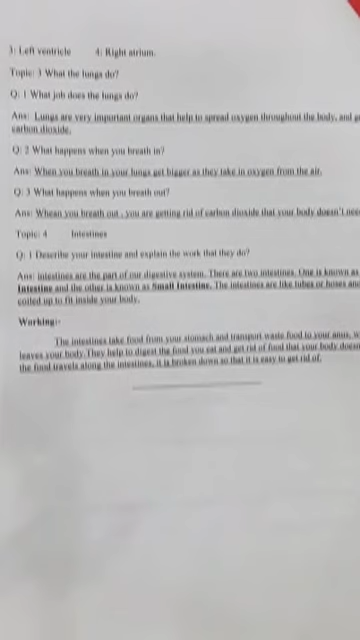 3: Left ventricle 4: Right atrium.
Topic: 3 What the lungs do?
Q: 1 What job does the lungs do?
Ans: Lungs are very important organs that help to spread oxygen throughout the body, and
carbon dioxide.
Q: 2 What happens when you breath in?
Ans: When you breath in your lungs get bigger as they take in oxygen from the air.
Q: 3 What happens when you breath out?
Ans: Whean you breath out , you are getting rid of carbon dioxide that your body doesn't
Topic: 4 Intestines
Q: 1 Describe your intestine and explain the work that they do?
Ans: intestines are the part of our digestive system. There are two intestines. One is known as
Intestine and the other is known as Small Intestine. The intestines are like tubes or hoses and
coiled up to fit inside your body.
Working:-
The intestines take food from your stomach and transport waste food to your anus,
leaves your body. They help to digest the food you eat and get rid of food that your body
the food travels along the intestines, it is broken down so that it is easy to get rid of.